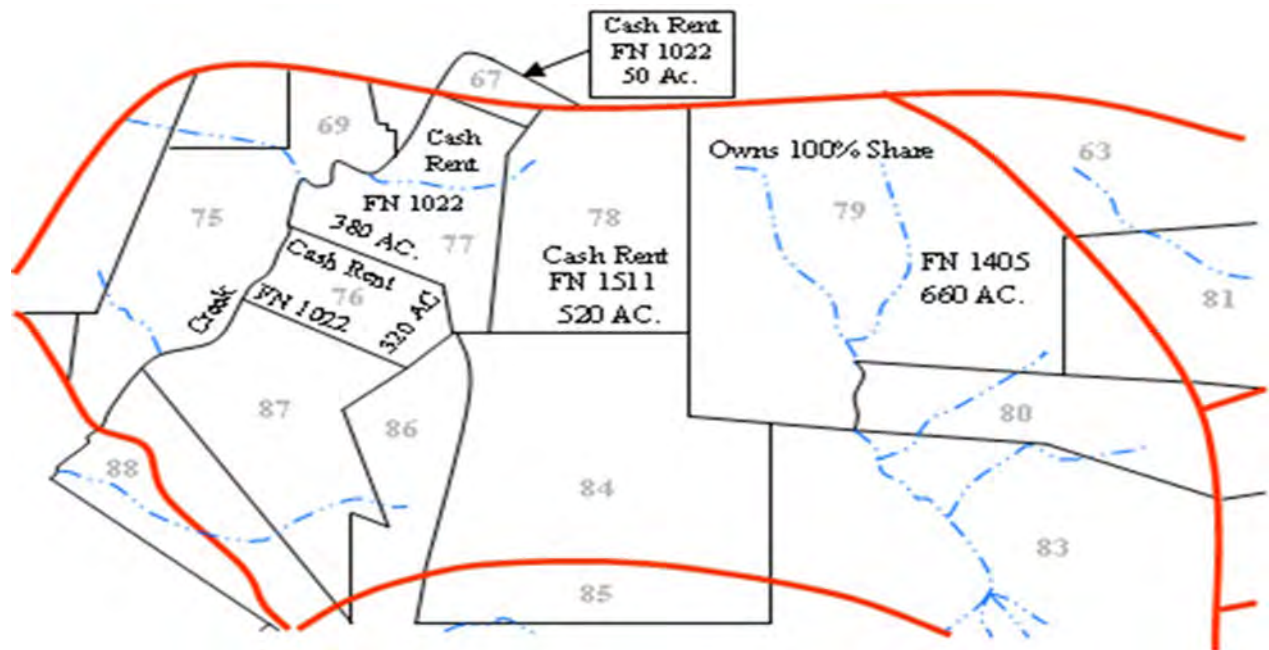 Cash Rent
FN 1022
50 Ac.
67
69
Cash
Rent
Owns 100% Share
63
FN 1022
380 AC.
75
77
78
79
Cash Rent
FN 1511
520 AC.
FN 1405
660 AC.
Cash Rent
76
FN 1022
320 AC
Creek
81
87
86
80
88
84
83
85